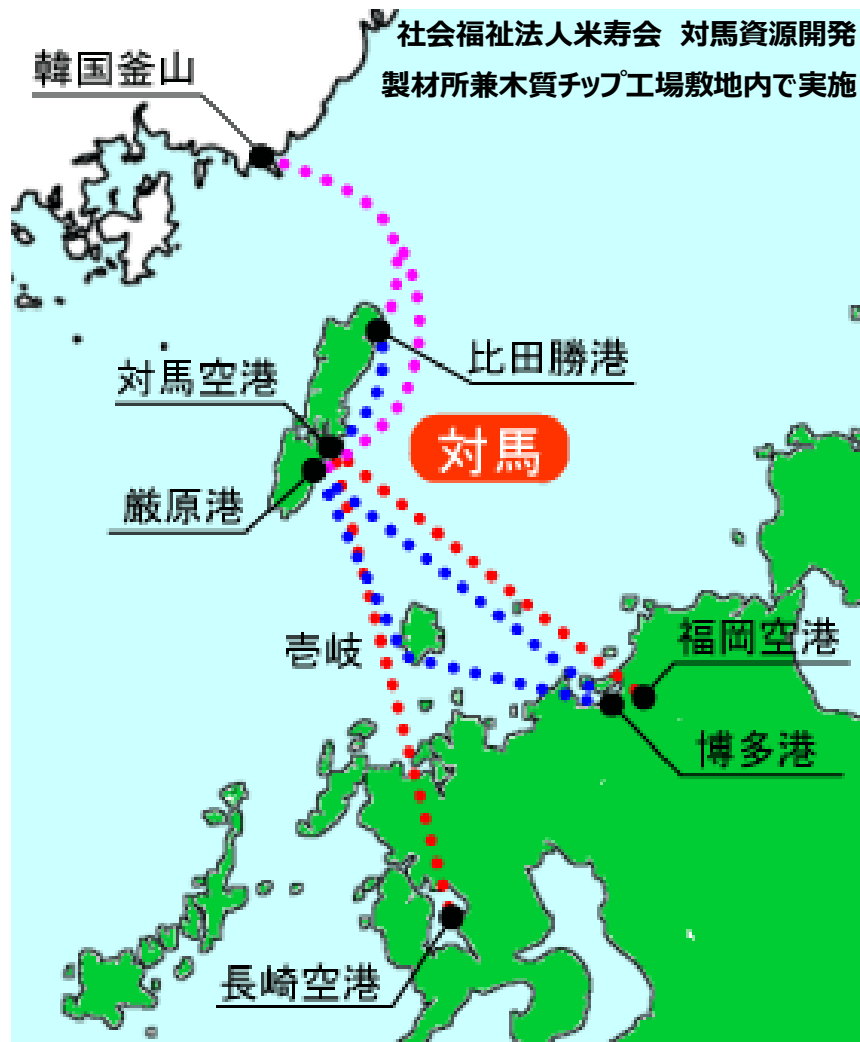 社会福祉法人米寿会 対馬資源開発
製材所兼木質チップ工場敷地内で実施
韓国釜山
比田勝港
対馬空港
対馬
厳原港
壱岐
福岡空港
博多港
長崎空港